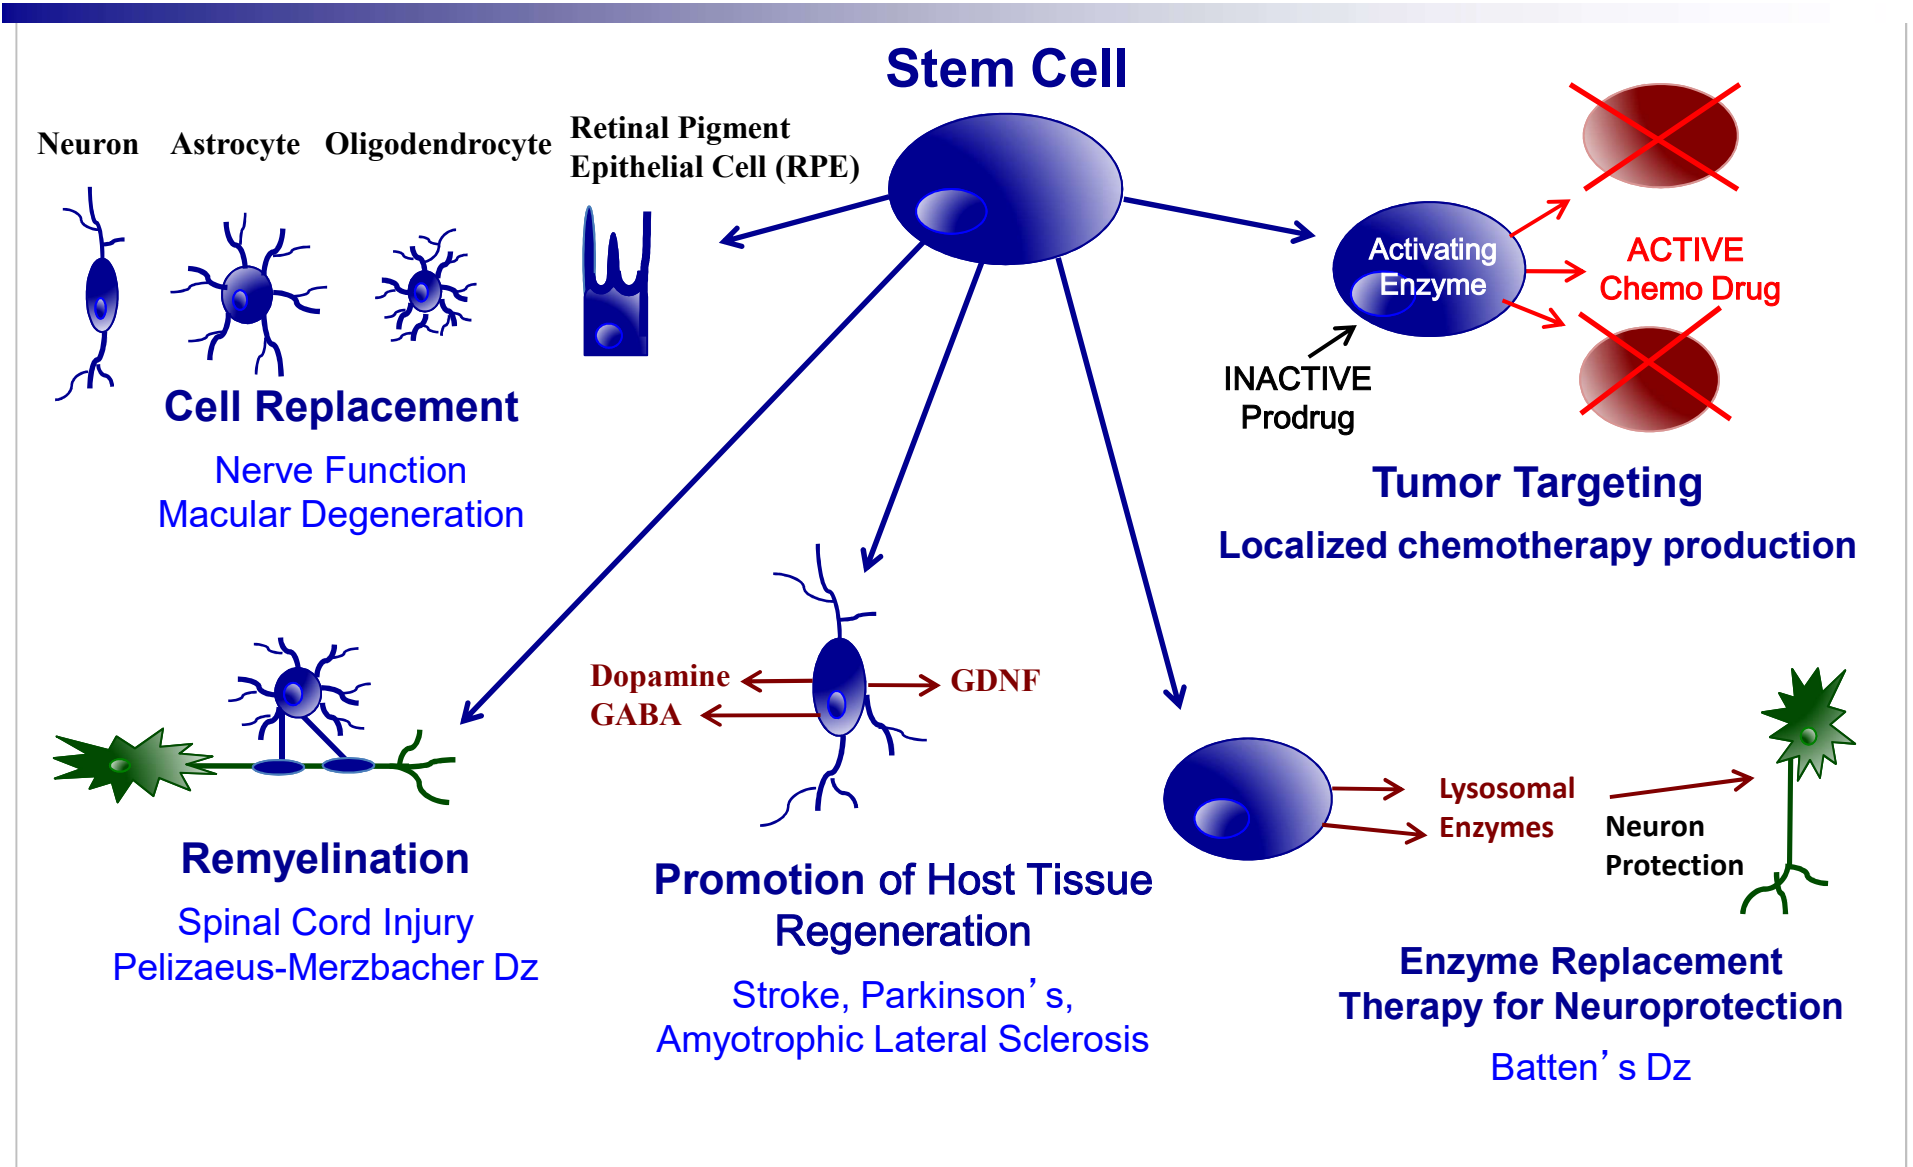 Stem Cell
Neuron
Astrocyte
Oligodendrocyte
Retinal Pigment
Epithelial Cell (RPE)
Cell Replacement
Nerve Function
Macular Degeneration
Activating
Enzyme
ACTIVE
Chemo Drug
INACTIVE
Prodrug
Tumor Targeting
Localized chemotherapy production
Remyelination
Spinal Cord Injury
Pelizaeus-Merzbacher Dz
Dopamine
GABA
GDNF
Promotion of Host Tissue
Regeneration
Stroke, Parkinson’s,
Amyotrophic Lateral Sclerosis
Lysosomal
Enzymes
Neuron
Protection
Enzyme Replacement
Therapy for Neuroprotection
Batten’s Dz